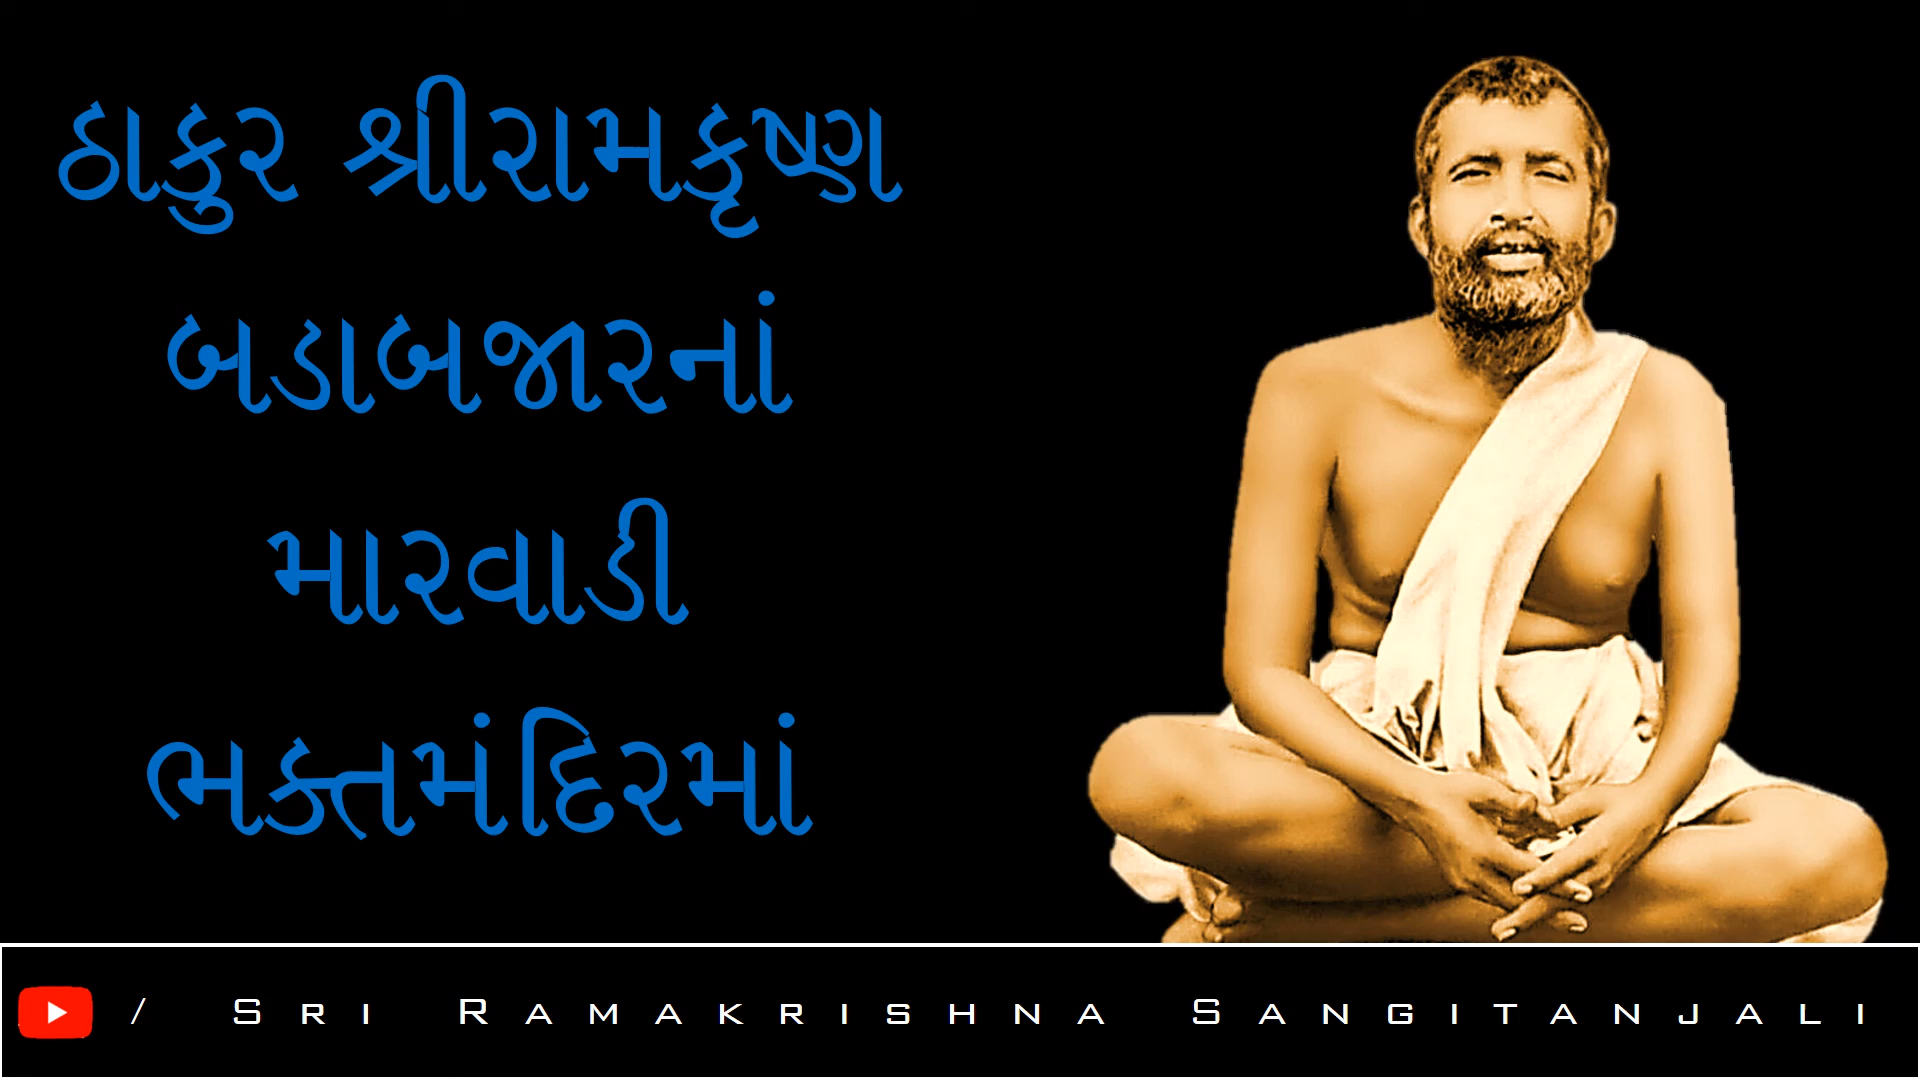 ઠાકુર શ્રીરામકૃષ્ણ
બડાબજારનાં
મારવાડી
ભક્તમંદિરમાં
/ Sri Ramakrishna Sangitanjali